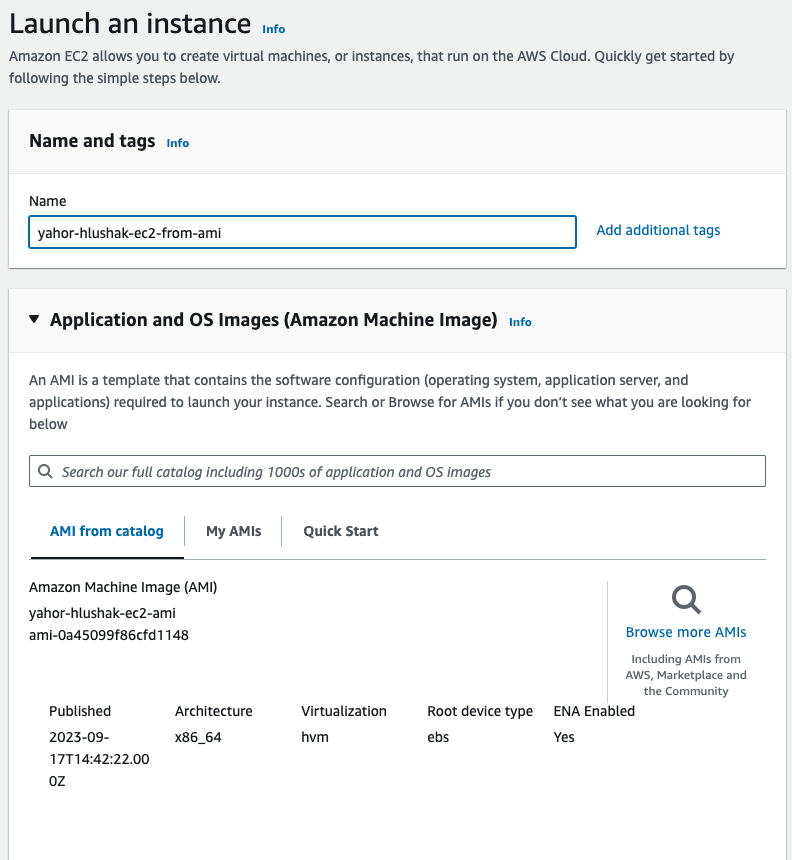 Launch an instance Info
Amazon EC2 allows you to create virtual machines, or instances, that run on the AWS Cloud. Quickly get started by
following the simple steps below.
Name and tags Info
Name
yahor-hlushak-ec2-from-ami
Add additional tags
Application and OS Images (Amazon Machine Image) Info
An AMI is a template that contains the software configuration (operating system, application server, and
applications) required to launch your instance. Search or Browse for AMIs if you don’t see what you are looking for
below
Search our full catalog including 1000s of application and OS images
AMI from catalog My AMIs Quick Start
Amazon Machine Image (AMI)
yahor-hlushak-ec2-ami
ami-0a45099f86cfd1148
Browse more AMIs
Including AMIs from
AWS, Marketplace and
the Community
Published Architecture Virtualization Root device type ENA Enabled
2023-09- x86_64 hvm ebs Yes
17T14:42:22.00
0Z